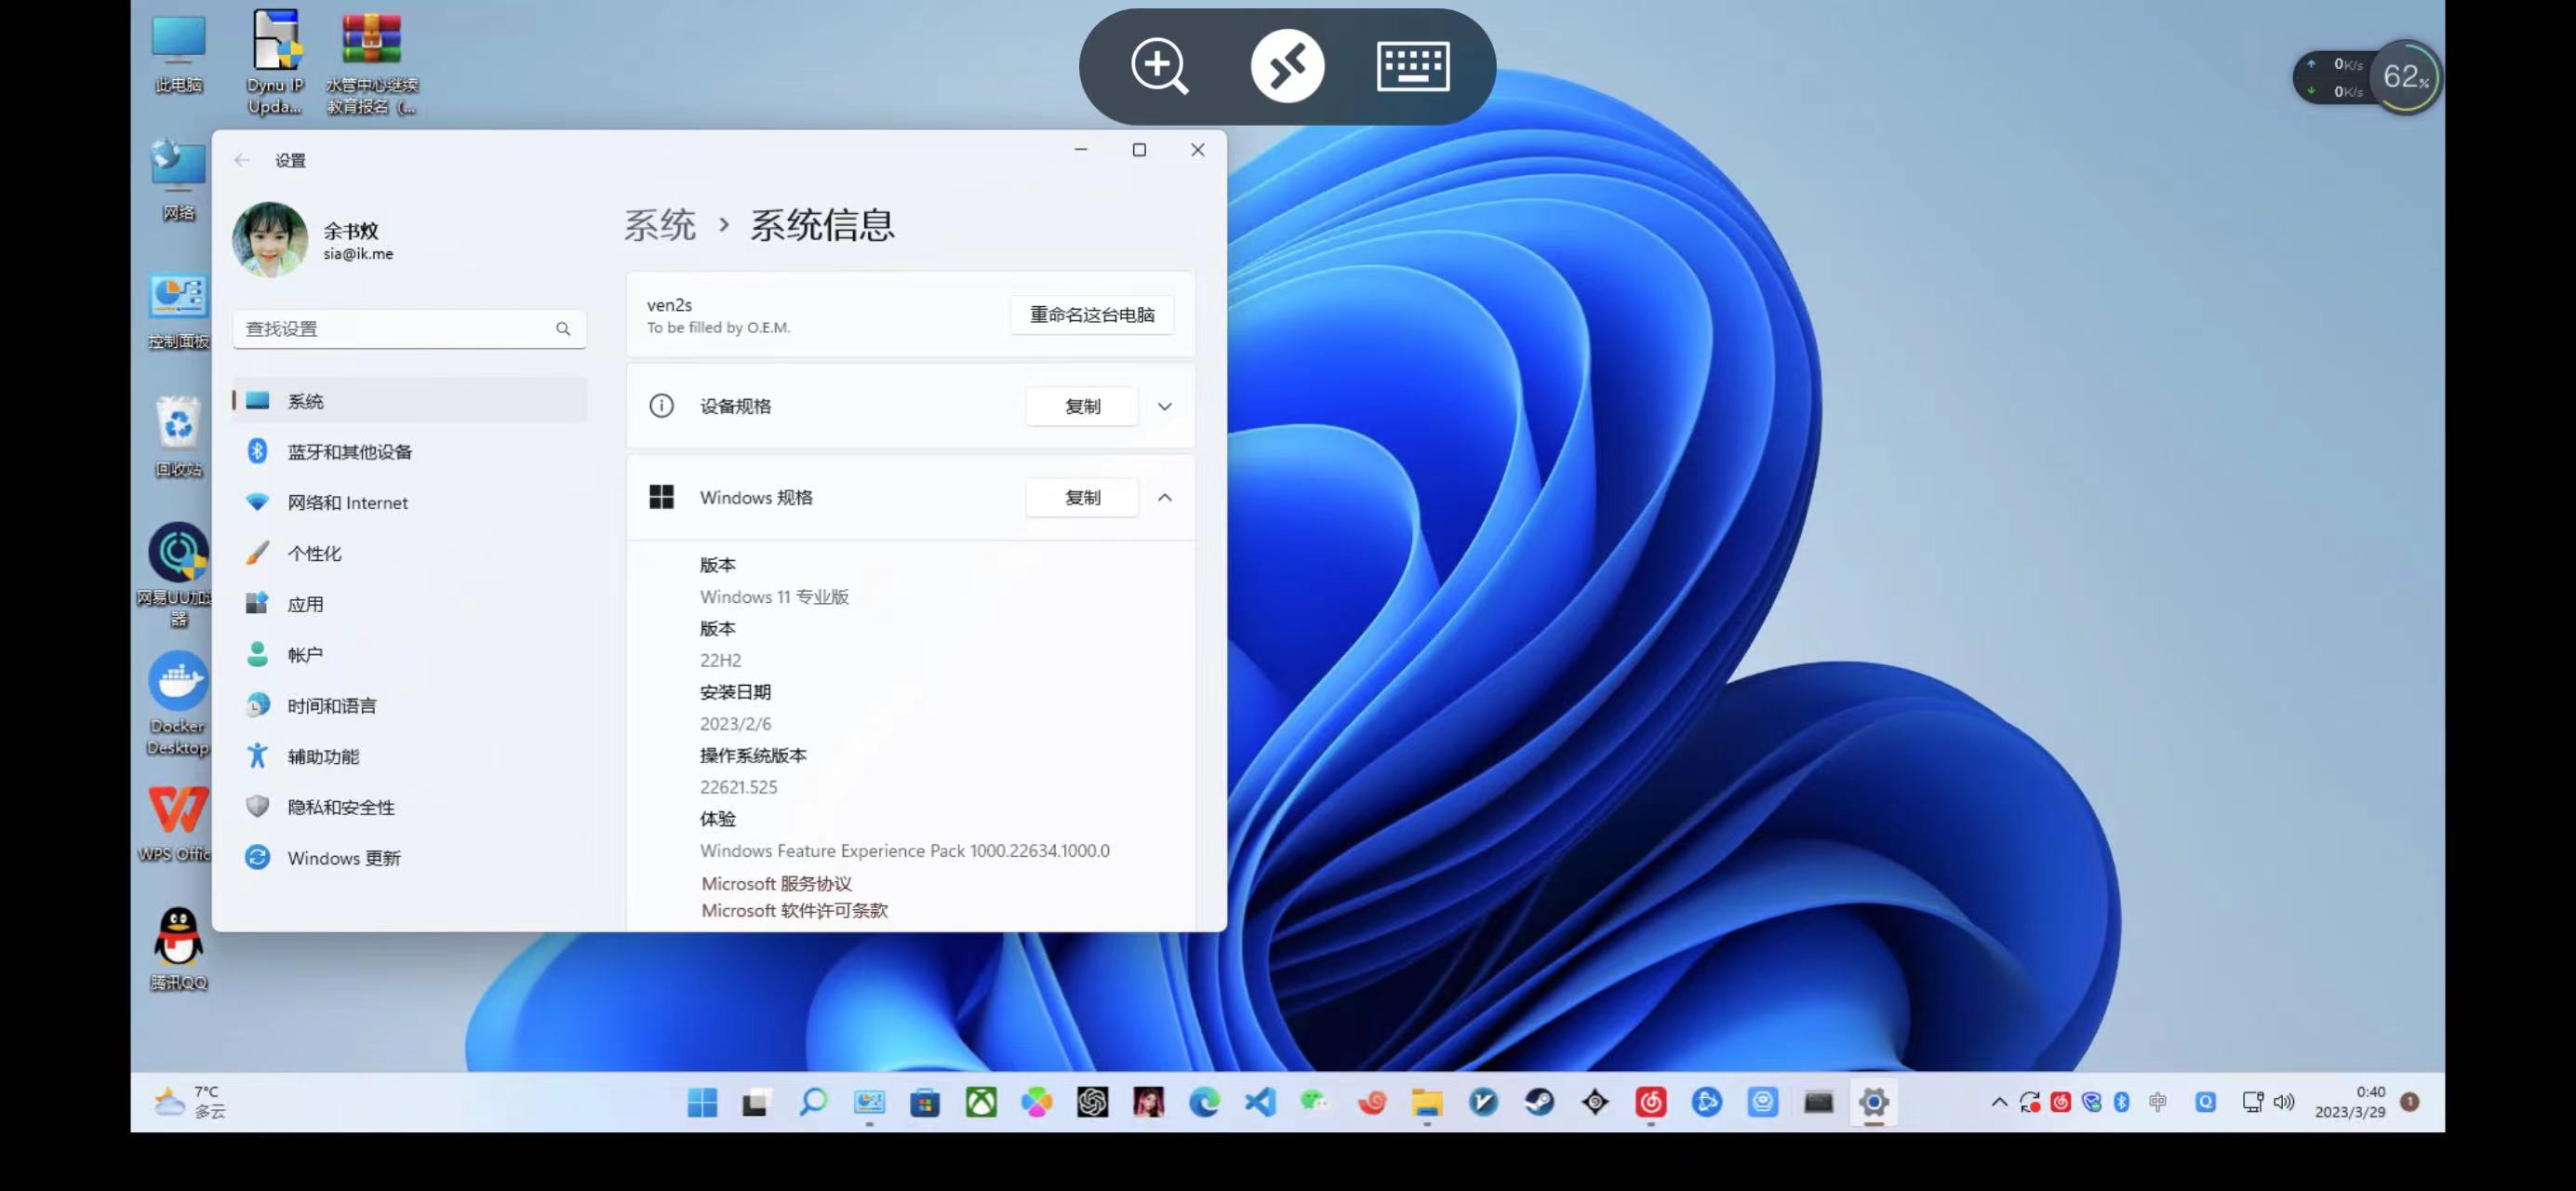 此电脑
Dynu IP
Upda...
水管中心继续
教育报名（...
0K/s
0K/s
62%
网络
控制面板
回收站
网易UU加速
器
Docker
Desktop
WPS Offic
腾讯QQ
设置
余书炆
sia@ik.me
查找设置
系统
蓝牙和其他设备
网络和 Internet
个性化
应用
帐户
时间和语言
辅助功能
隐私和安全性
Windows 更新
系统 › 系统信息
ven2s
To be filled by O.E.M.
重命名这台电脑
设备规格
复制
Windows 规格
复制
版本
Windows 11 专业版
版本
22H2
安装日期
2023/2/6
操作系统版本
22621.525
体验
Windows Feature Experience Pack 1000.22634.1000.0
Microsoft 服务协议
Microsoft 软件许可条款
7°C
多云
中
0:40
2023/3/29
1